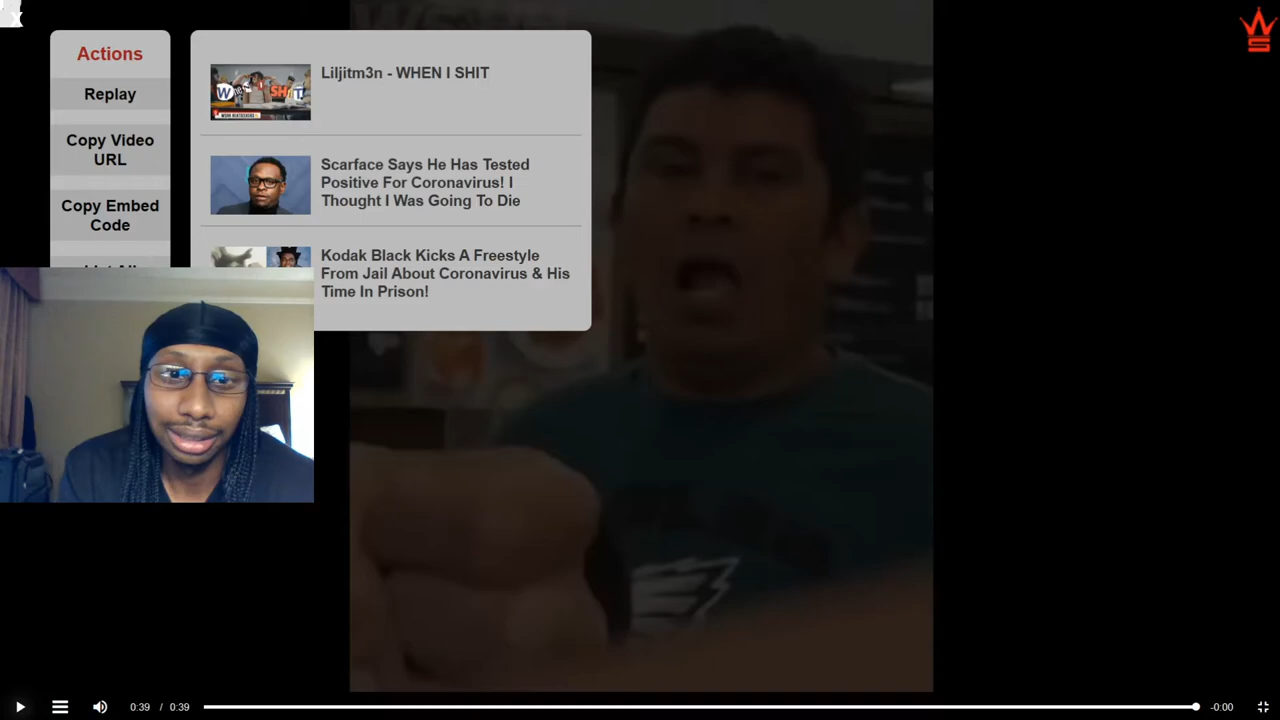 X
Actions
Replay
Copy Video
URL
Copy Embed
Code
Liljitm3n - WHEN I SHIT
Scarface Says He Has Tested
Positive For Coronavirus! I
Thought I Was Going To Die
Kodak Black Kicks A Freestyle
From Jail About Coronavirus & His
Time In Prison!
0:39 / 0:39
-0:00